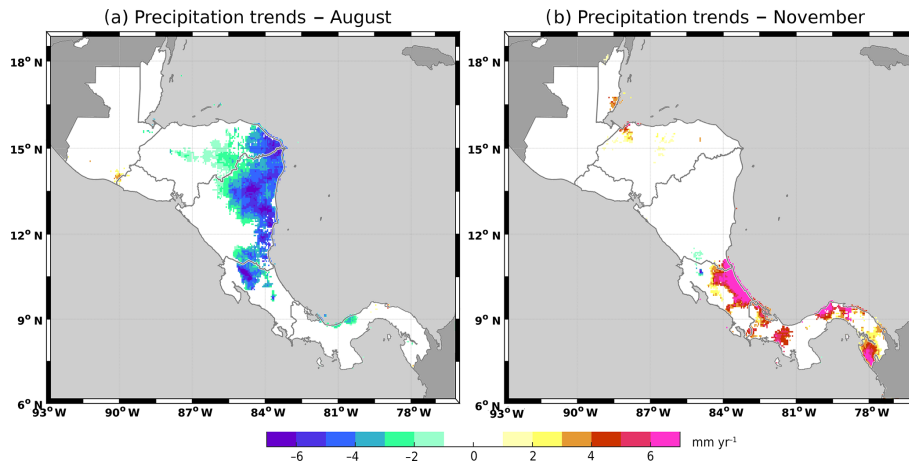 (a) Precipitation trends − August
(b) Precipitation trends − November
18° N
15° N
12° N
9° N
6° N
93° W
90° W
87° W
84° W
81° W
78° W
18° N
15° N
12° N
9° N
6° N
93° W
90° W
87° W
84° W
81° W
78° W
−6
−4
−2
0
2
4
6
mm yr⁻¹